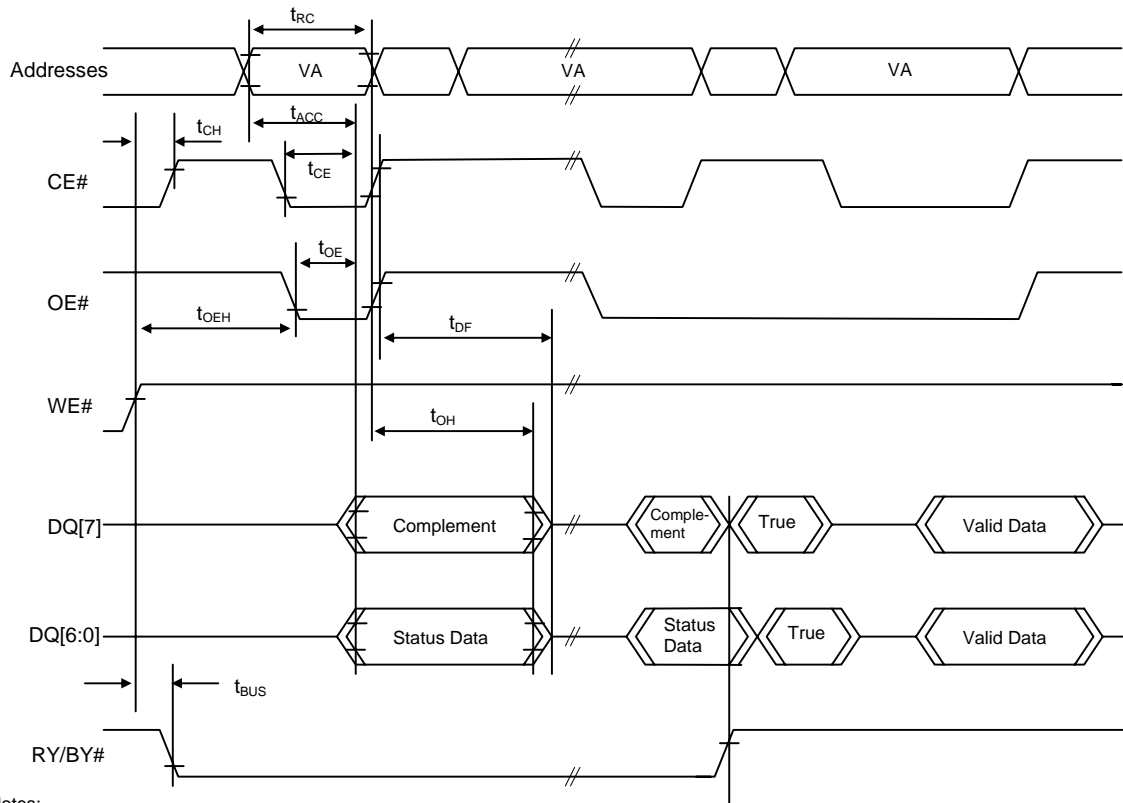 tRC
Addresses
VA
VA
VA
tACC
tCH
tCE
CE#
tOE
OE#
tOEH
tDF
WE#
tOH
DQ[7]
Complement
Comple-
ment
True
Valid Data
DQ[6:0]
Status Data
Status
Data
True
Valid Data
tBUS
RY/BY#